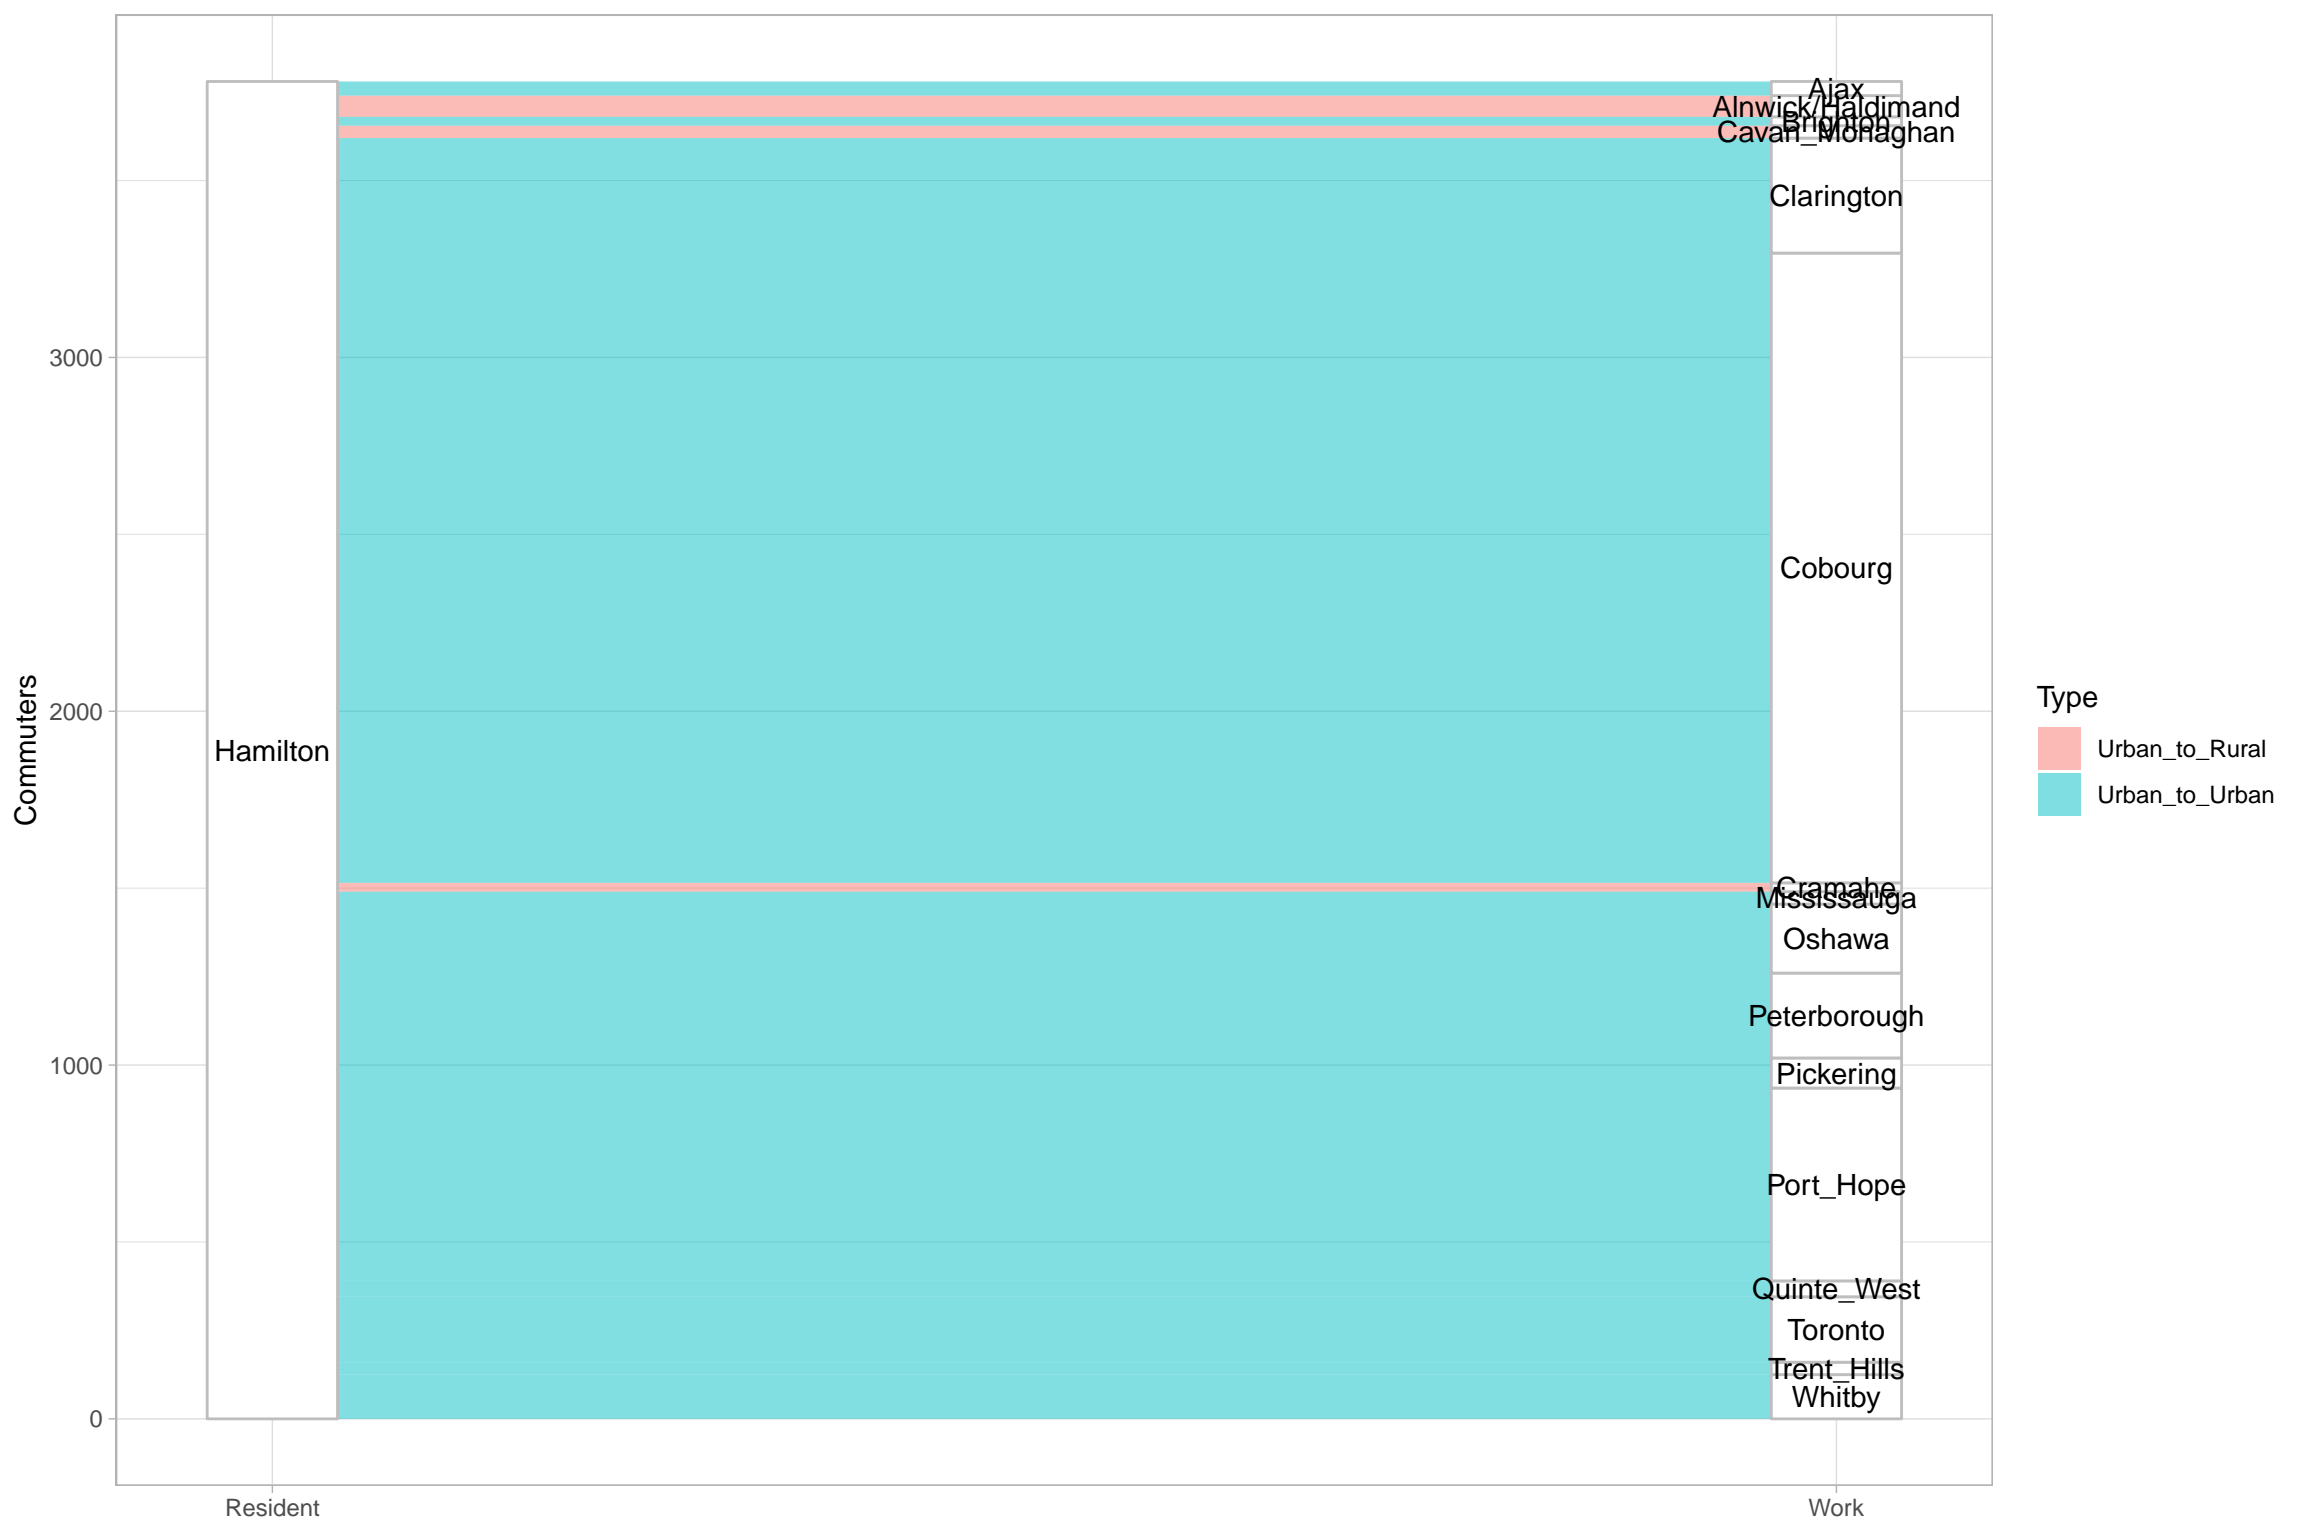 Ajax
Alnwick/Haldimand
Brighton
Cavan_Monaghan
Clarington
3000
Cobourg
Type
2000
Commuters
Hamilton
Urban_to_Rural
Urban_to_Urban
Cramahe
Mississauga
Oshawa
Peterborough
1000
Pickering
Port_Hope
Quinte_West
Toronto
Trent_Hills
Whitby
0
Resident
Work